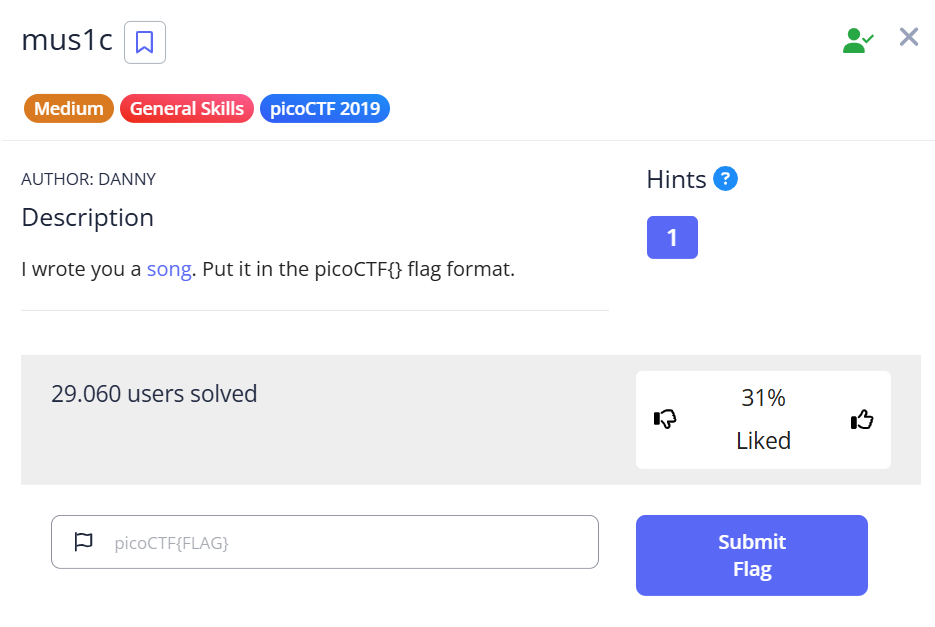 mus1c
Medium General Skills picoCTF 2019
AUTHOR: DANNY
Description
I wrote you a song. Put it in the picoCTF{} flag format.
Hints ?
1
29.060 users solved
31%
Liked
picoCTF{FLAG}
Submit
Flag